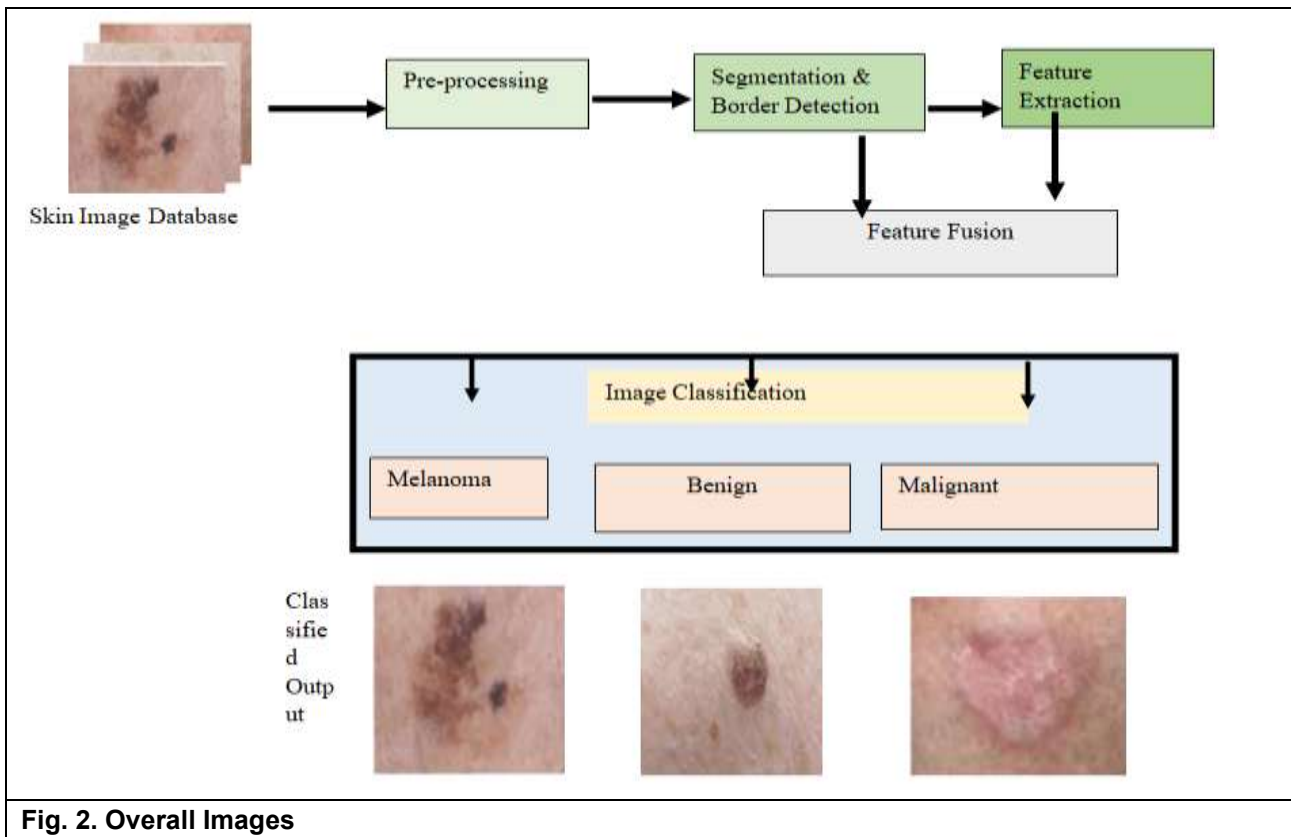 Pre-processing
Segmentation &
Border Detection
Feature
Extraction
Skin Image Database
Feature Fusion
Image Classification
Melanoma
Benign
Malignant
Clas
sifie
d
Outp
ut
Fig. 2. Overall Images